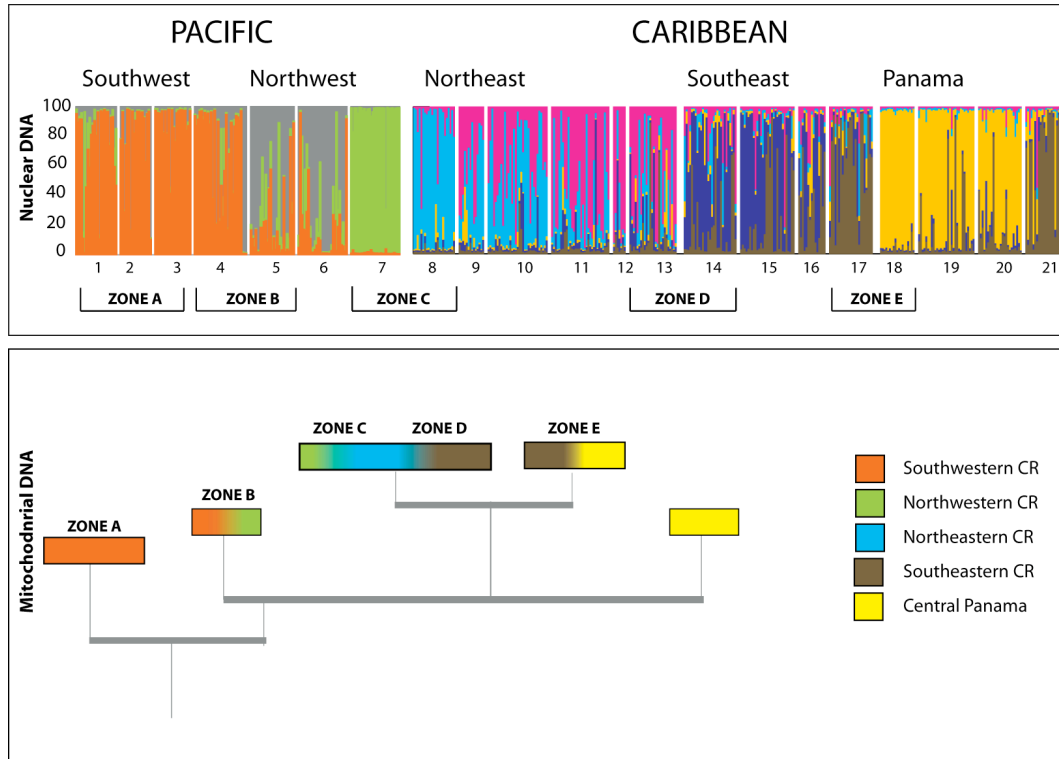 PACIFIC CARIBBEAN
Southwest Northwest Northeast Southeast Panama
Nuclear DNA
100
80
60
40
20
0
1 2 3 4 5 6 7 8 9 10 11 12 13 14 15 16 17 18 19 20 21
ZONE A ZONE B ZONE C ZONE D ZONE E
Mitochodnrial DNA
ZONE C ZONE D ZONE E
ZONE B
ZONE A
Southwestern CR
Northwestern CR
Northeastern CR
Southeastern CR
Central Panama